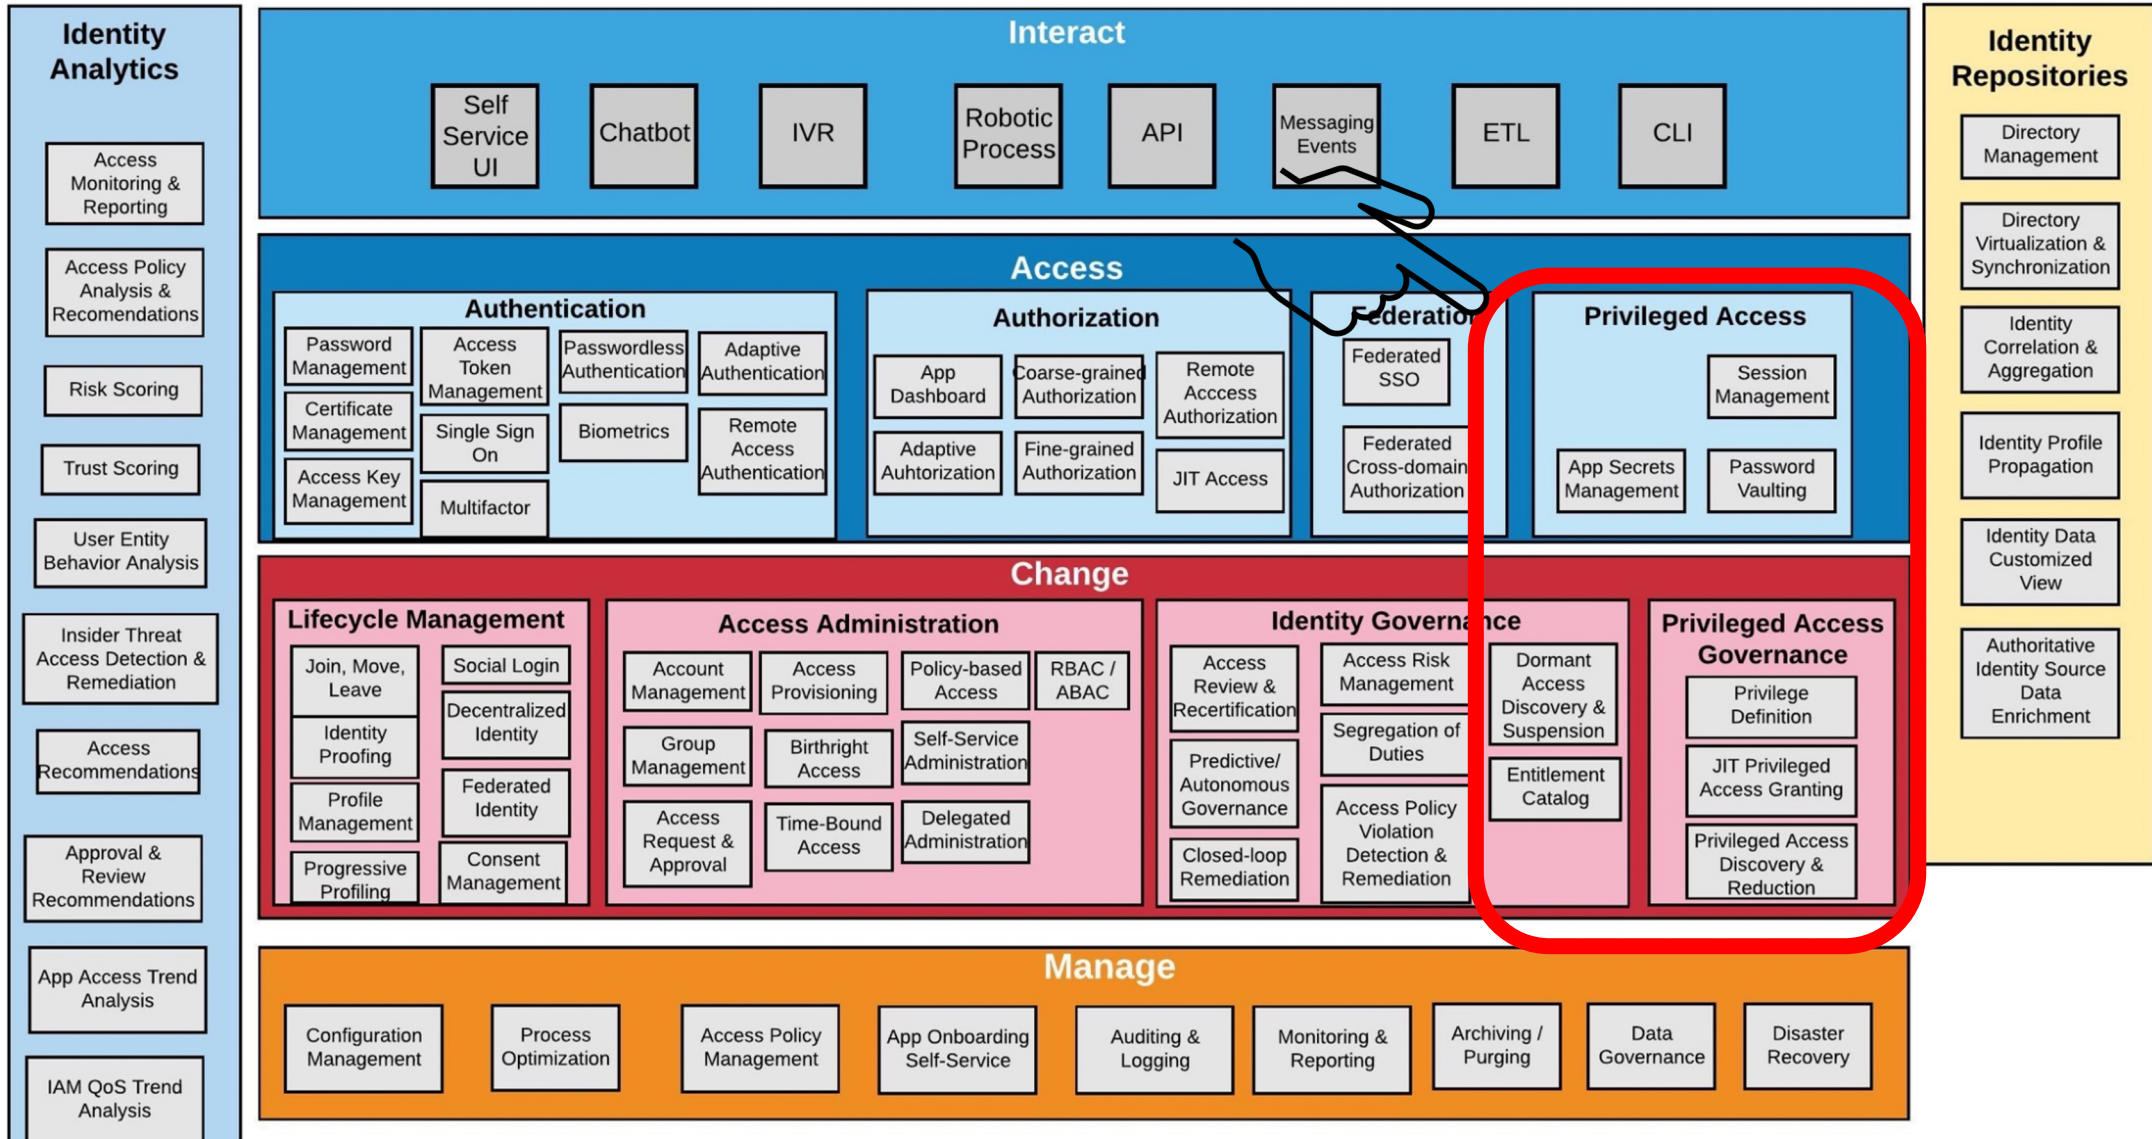 Identity
Analytics
Access
Monitoring &
Reporting
Access Policy
Analysis &
Recomendations
Risk Scoring
Trust Scoring
User Entity
Behavior Analysis
Insider Threat
Access Detection &
Remediation
Access
Recommendations
Approval &
Review
Recommendations
App Access Trend
Analysis
IAM QoS Trend
Analysis
Interact
Self
Service
UI
Chatbot
IVR
Robotic
Process
API
Messaging
Events
ETL
CLI
Access
Authentication
Password
Management
Certificate
Management
Access Key
Management
Access
Token
Management
Single Sign
On
Multifactor
Passwordless
Authentication
Biometrics
Adaptive
Authentication
Remote
Access
Authentication
Authorization
App
Dashboard
Adaptive
Auhtorization
Coarse-grained
Authorization
Fine-grained
Authorization
Remote
Acccess
Authorization
JIT Access
Federation
Federated
SSO
Federated
Cross-domain
Authorization
Privileged Access
Session
Management
App Secrets
Management
Password
Vaulting
Change
Lifecycle Management
Join, Move,
Leave
Identity
Proofing
Profile
Management
Progressive
Profiling
Social Login
Decentralized
Identity
Federated
Identity
Consent
Management
Access Administration
Account
Management
Group
Management
Access
Request &
Approval
Access
Provisioning
Birthright
Access
Time-Bound
Access
Policy-based
Access
Self-Service
Administration
Delegated
Administration
RBAC /
ABAC
Identity Governance
Access
Review &
Recertification
Predictive/
Autonomous
Governance
Closed-loop
Remediation
Access Risk
Management
Segregation of
Duties
Access Policy
Violation
Detection &
Remediation
Dormant
Access
Discovery &
Suspension
Entitlement
Catalog
Privileged Access
Governance
Privilege
Definition
JIT Privileged
Access Granting
Privileged Access
Discovery &
Reduction
Manage
Configuration
Management
Process
Optimization
Access Policy
Management
App Onboarding
Self-Service
Auditing &
Logging
Monitoring &
Reporting
Archiving /
Purging
Data
Governance
Disaster
Recovery
Identity
Repositories
Directory
Management
Directory
Virtualization &
Synchronization
Identity
Correlation &
Aggregation
Identity Profile
Propagation
Identity Data
Customized
View
Authoritative
Identity Source
Data
Enrichment